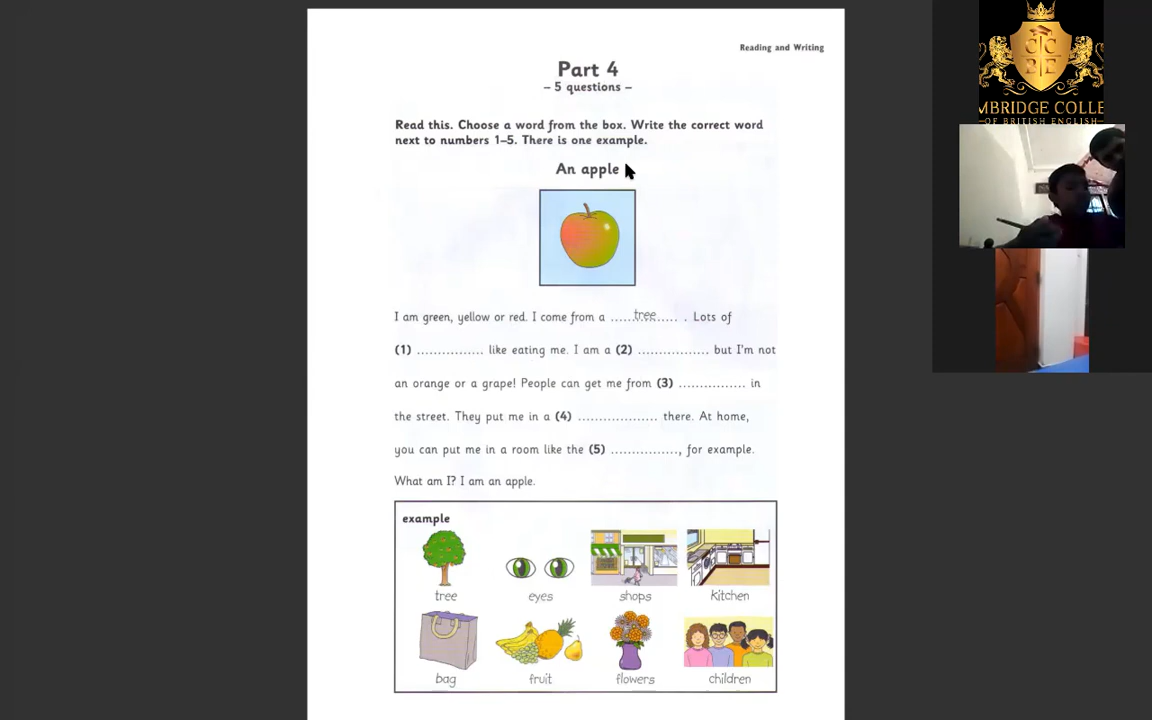 Reading and Writing
Part 4
– 5 questions –
Read this. Choose a word from the box. Write the correct word
next to numbers 1–5. There is one example.
An apple
I am green, yellow or red. I come from a ......tree..... . Lots of
(1) ................ like eating me. I am a (2) ................. but I'm not
an orange or a grape! People can get me from (3) ................ in
the street. They put me in a (4) ................... there. At home,
you can put me in a room like the (5) ................, for example.
What am I? I am an apple.
example
tree eyes shops kitchen
bag fruit flowers children
CC
BE
MBRIDGE COLLE
OF BRITISH ENGLISH